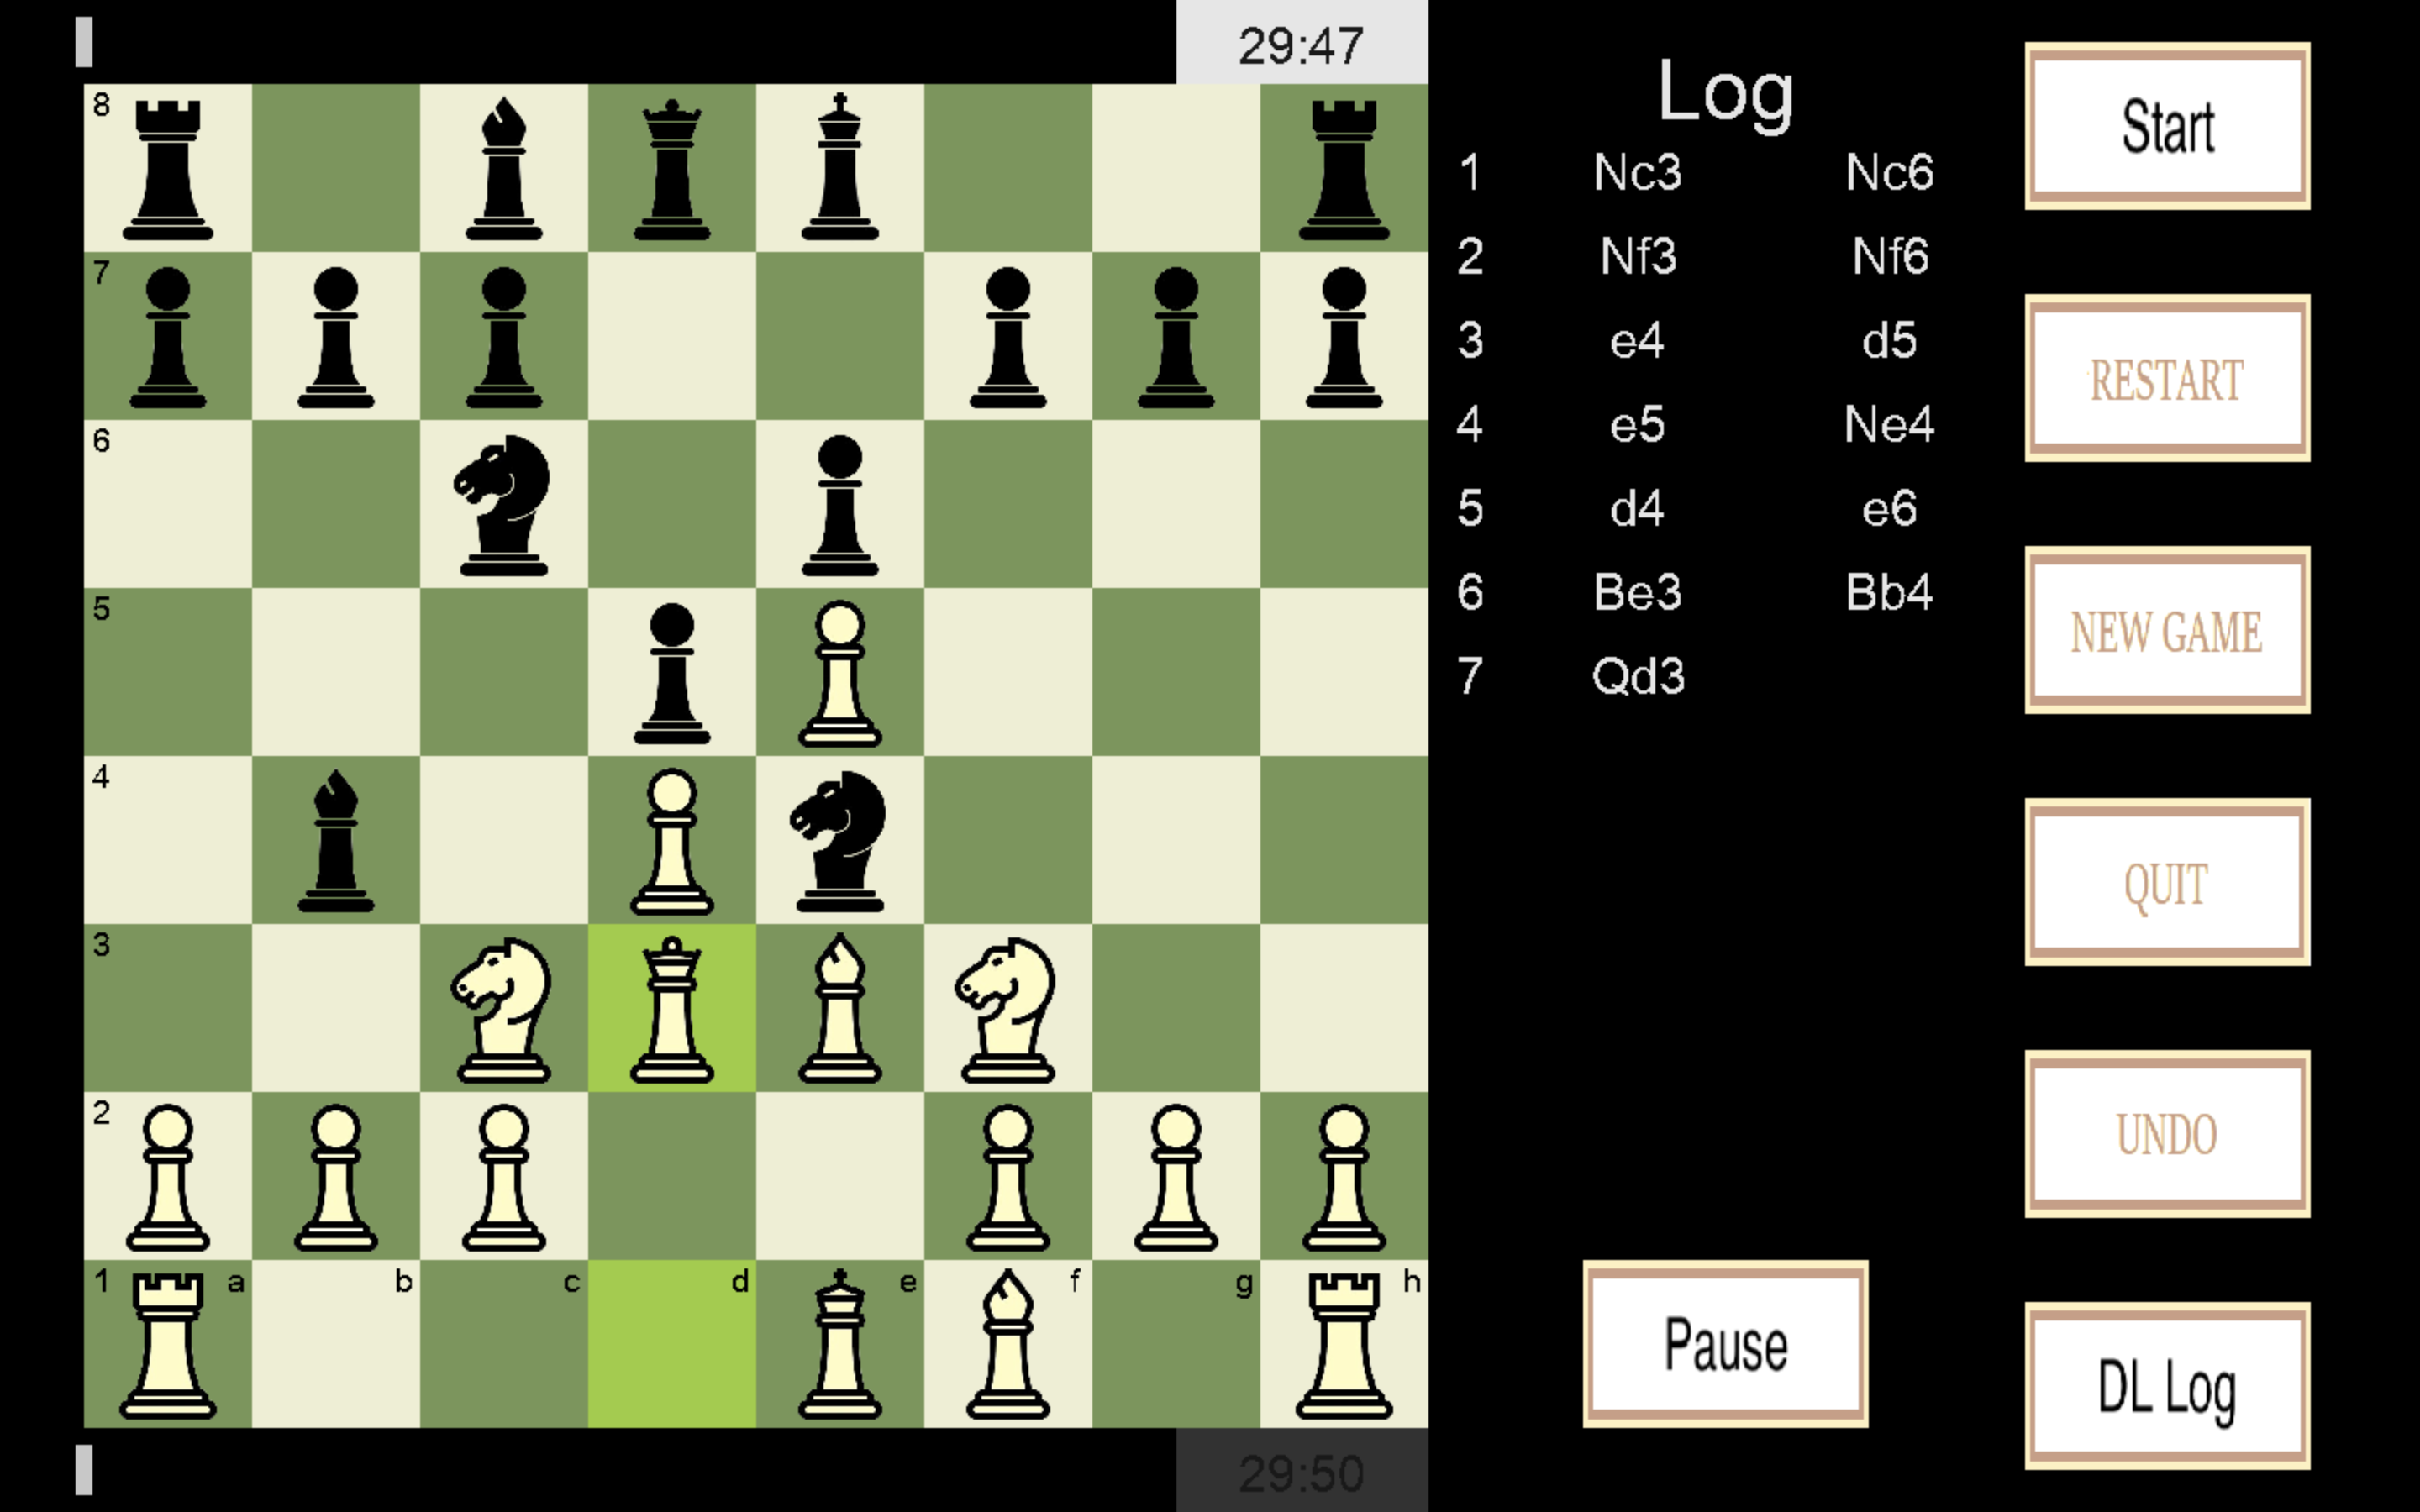 29:47
8
7
6
5
4
3
2
1 a b c d e f g h
29:50
Log
1 Nc3 Nc6
2 Nf3 Nf6
3 e4 d5
4 e5 Ne4
5 d4 e6
6 Be3 Bb4
7 Qd3
Pause
Start
RESTART
NEW GAME
QUIT
UNDO
DL Log